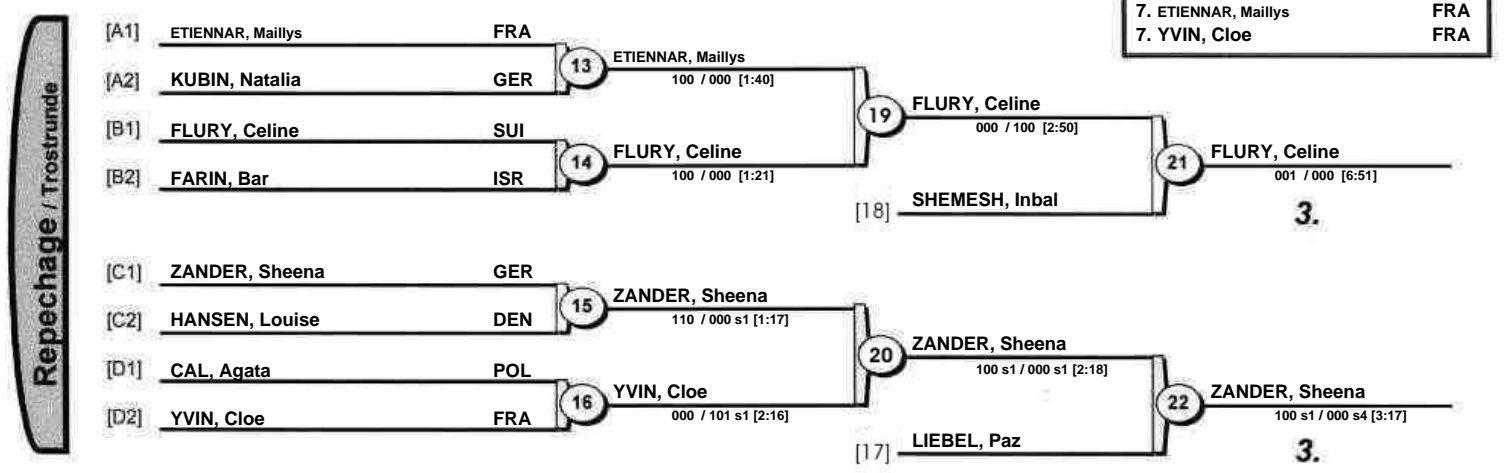 7. ETIENNAR, Maillys FRA
7. YVIN, Cloe FRA
Repechage / Trostrunde
[A1] ETIENNAR, Maillys FRA
[A2] KUBIN, Natalia GER
13 ETIENNAR, Maillys
100 / 000 [1:40]
[B1] FLURY, Celine SUI
[B2] FARIN, Bar ISR
14 FLURY, Celine
100 / 000 [1:21]
19 FLURY, Celine
000 / 100 [2:50]
[18] SHEMESH, Inbal
21 FLURY, Celine
001 / 000 [6:51]
3.
[C1] ZANDER, Sheena GER
[C2] HANSEN, Louise DEN
15 ZANDER, Sheena
110 / 000 s1 [1:17]
[D1] CAL, Agata POL
[D2] YVIN, Cloe FRA
16 YVIN, Cloe
000 / 101 s1 [2:16]
20 ZANDER, Sheena
100 s1 / 000 s1 [2:18]
[17] LIEBEL, Paz
22 ZANDER, Sheena
100 s1 / 000 s4 [3:17]
3.